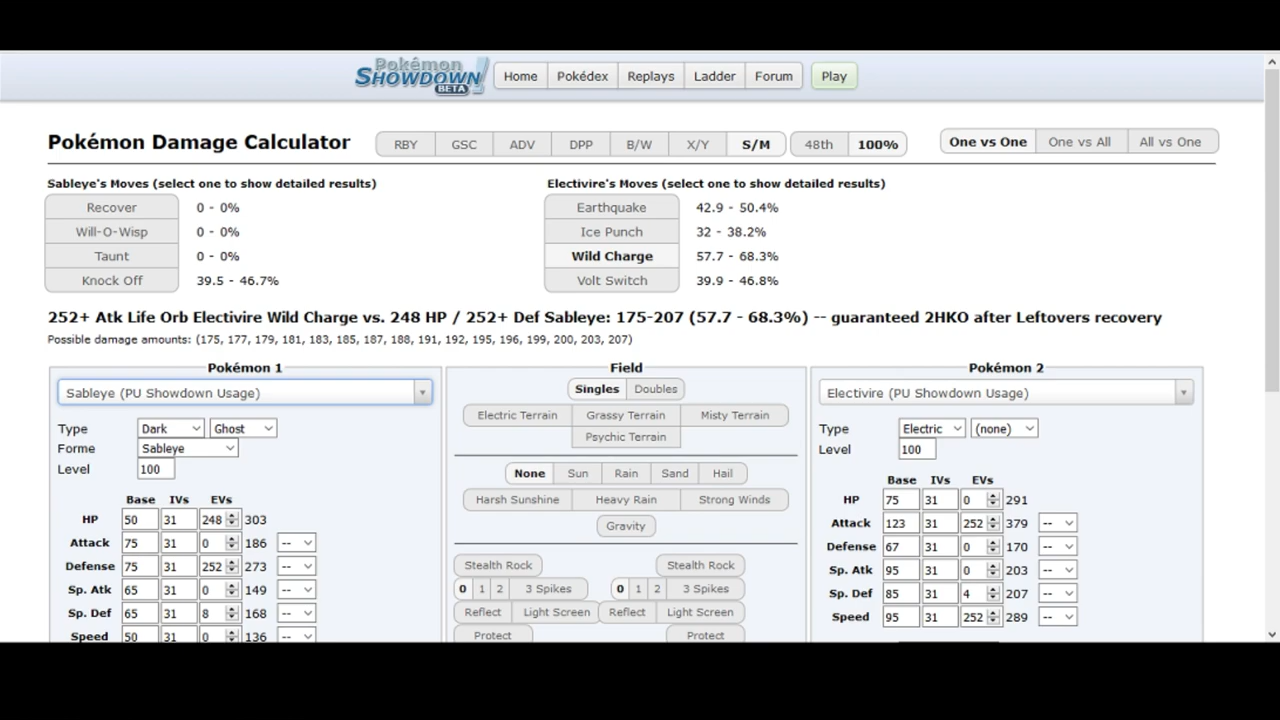 Pokémon
SHOWDOWN!
BETA
Home Pokédex Replays Ladder Forum Play
Pokémon Damage Calculator RBY GSC ADV DPP B/W X/Y S/M 48th 100% One vs One One vs All All vs One
Sableye's Moves (select one to show detailed results) Electivire's Moves (select one to show detailed results)
Recover 0 - 0% Earthquake 42.9 - 50.4%
Will-O-Wisp 0 - 0% Ice Punch 32 - 38.2%
Taunt 0 - 0% Wild Charge 57.7 - 68.3%
Knock Off 39.5 - 46.7% Volt Switch 39.9 - 46.8%
252+ Atk Life Orb Electivire Wild Charge vs. 248 HP / 252+ Def Sableye: 175-207 (57.7 - 68.3%) -- guaranteed 2HKO after Leftovers recovery
Possible damage amounts: (175, 177, 179, 181, 183, 185, 187, 188, 191, 192, 195, 196, 199, 200, 203, 207)
Pokémon 1
Sableye (PU Showdown Usage)
Type Dark Ghost
Forme Sableye
Level 100
Base IVs EVs
HP 50 31 248 303
Attack 75 31 0 186 --
Defense 75 31 252 273 --
Sp. Atk 65 31 0 149 --
Sp. Def 65 31 8 168 --
Speed 50 31 0 136 --
Field
Singles Doubles
Electric Terrain Grassy Terrain Misty Terrain
Psychic Terrain
None Sun Rain Sand Hail
Harsh Sunshine Heavy Rain Strong Winds
Gravity
Stealth Rock Stealth Rock
0 1 2 3 Spikes 0 1 2 3 Spikes
Reflect Light Screen Reflect Light Screen
Protect Protect
Pokémon 2
Electivire (PU Showdown Usage)
Type Electric (none)
Level 100
Base IVs EVs
HP 75 31 0 291
Attack 123 31 252 379 --
Defense 67 31 0 170 --
Sp. Atk 95 31 0 203 --
Sp. Def 85 31 4 207 --
Speed 95 31 252 289 --